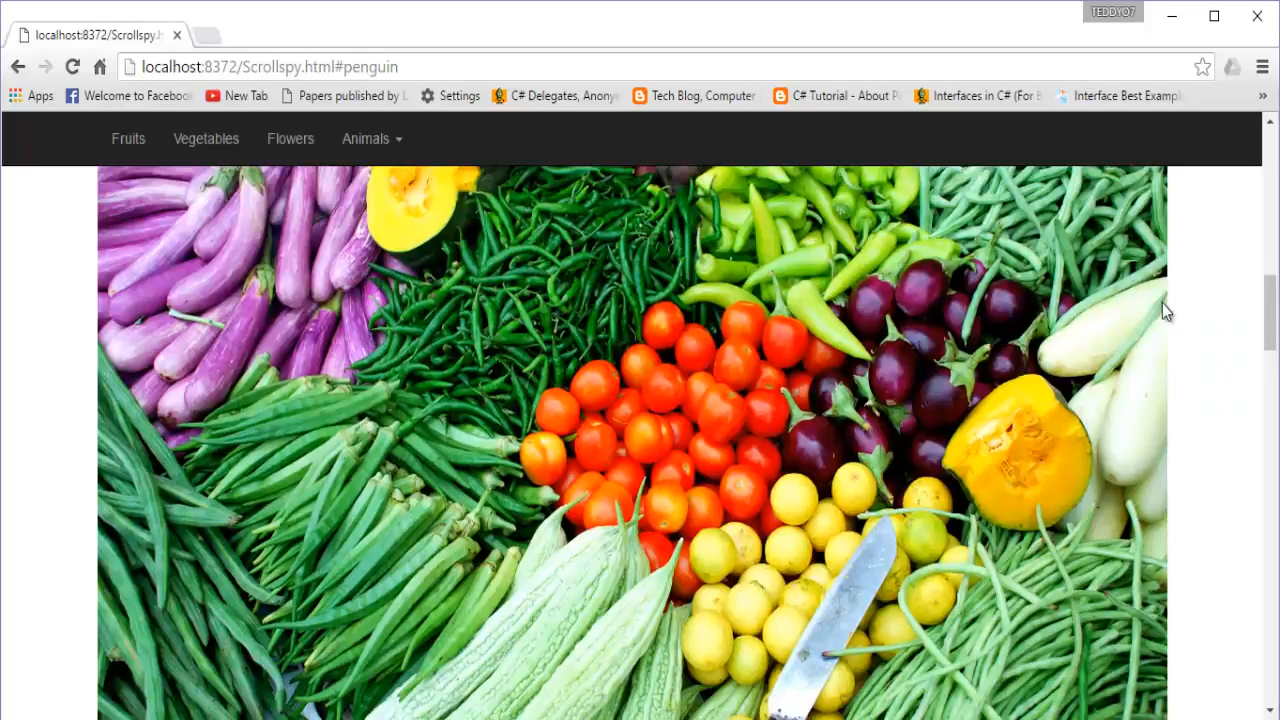 TEDDYO7
localhost:8372/Scrollspy.h
localhost:8372/Scrollspy.html#penguin
Apps Welcome to Faceboo New Tab Papers published by Settings C# Delegates, Anony Tech Blog, Computer C# Tutorial - About P Interfaces in C# (For B Interface Best Exampl »
Fruits Vegetables Flowers Animals